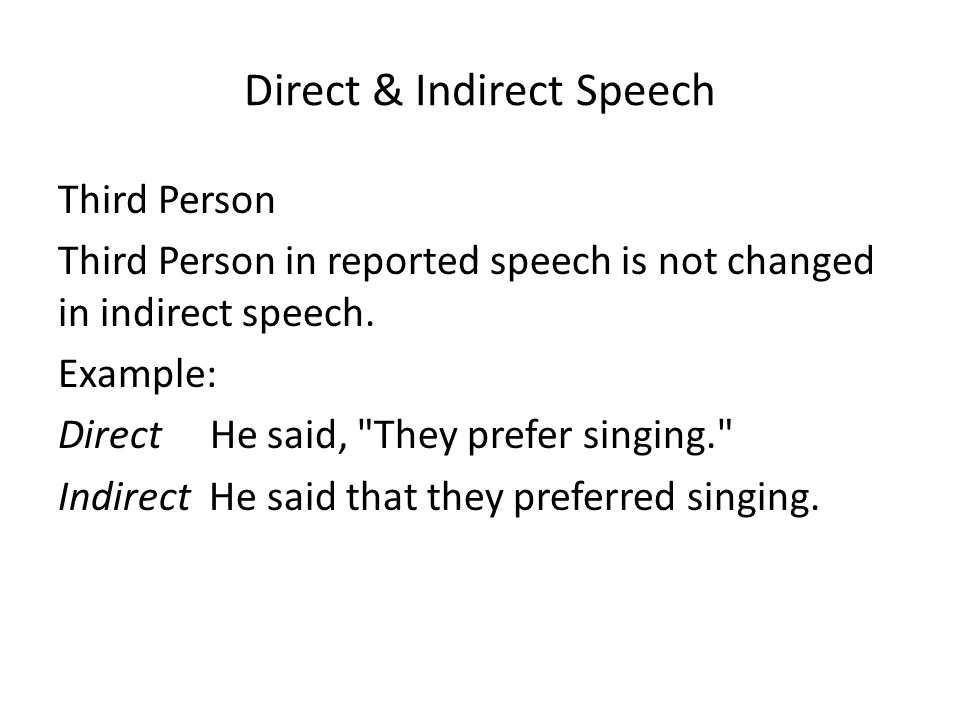 Direct & Indirect Speech
Third Person
Third Person in reported speech is not changed
in indirect speech.
Example:
Direct He said, "They prefer singing."
Indirect He said that they preferred singing.